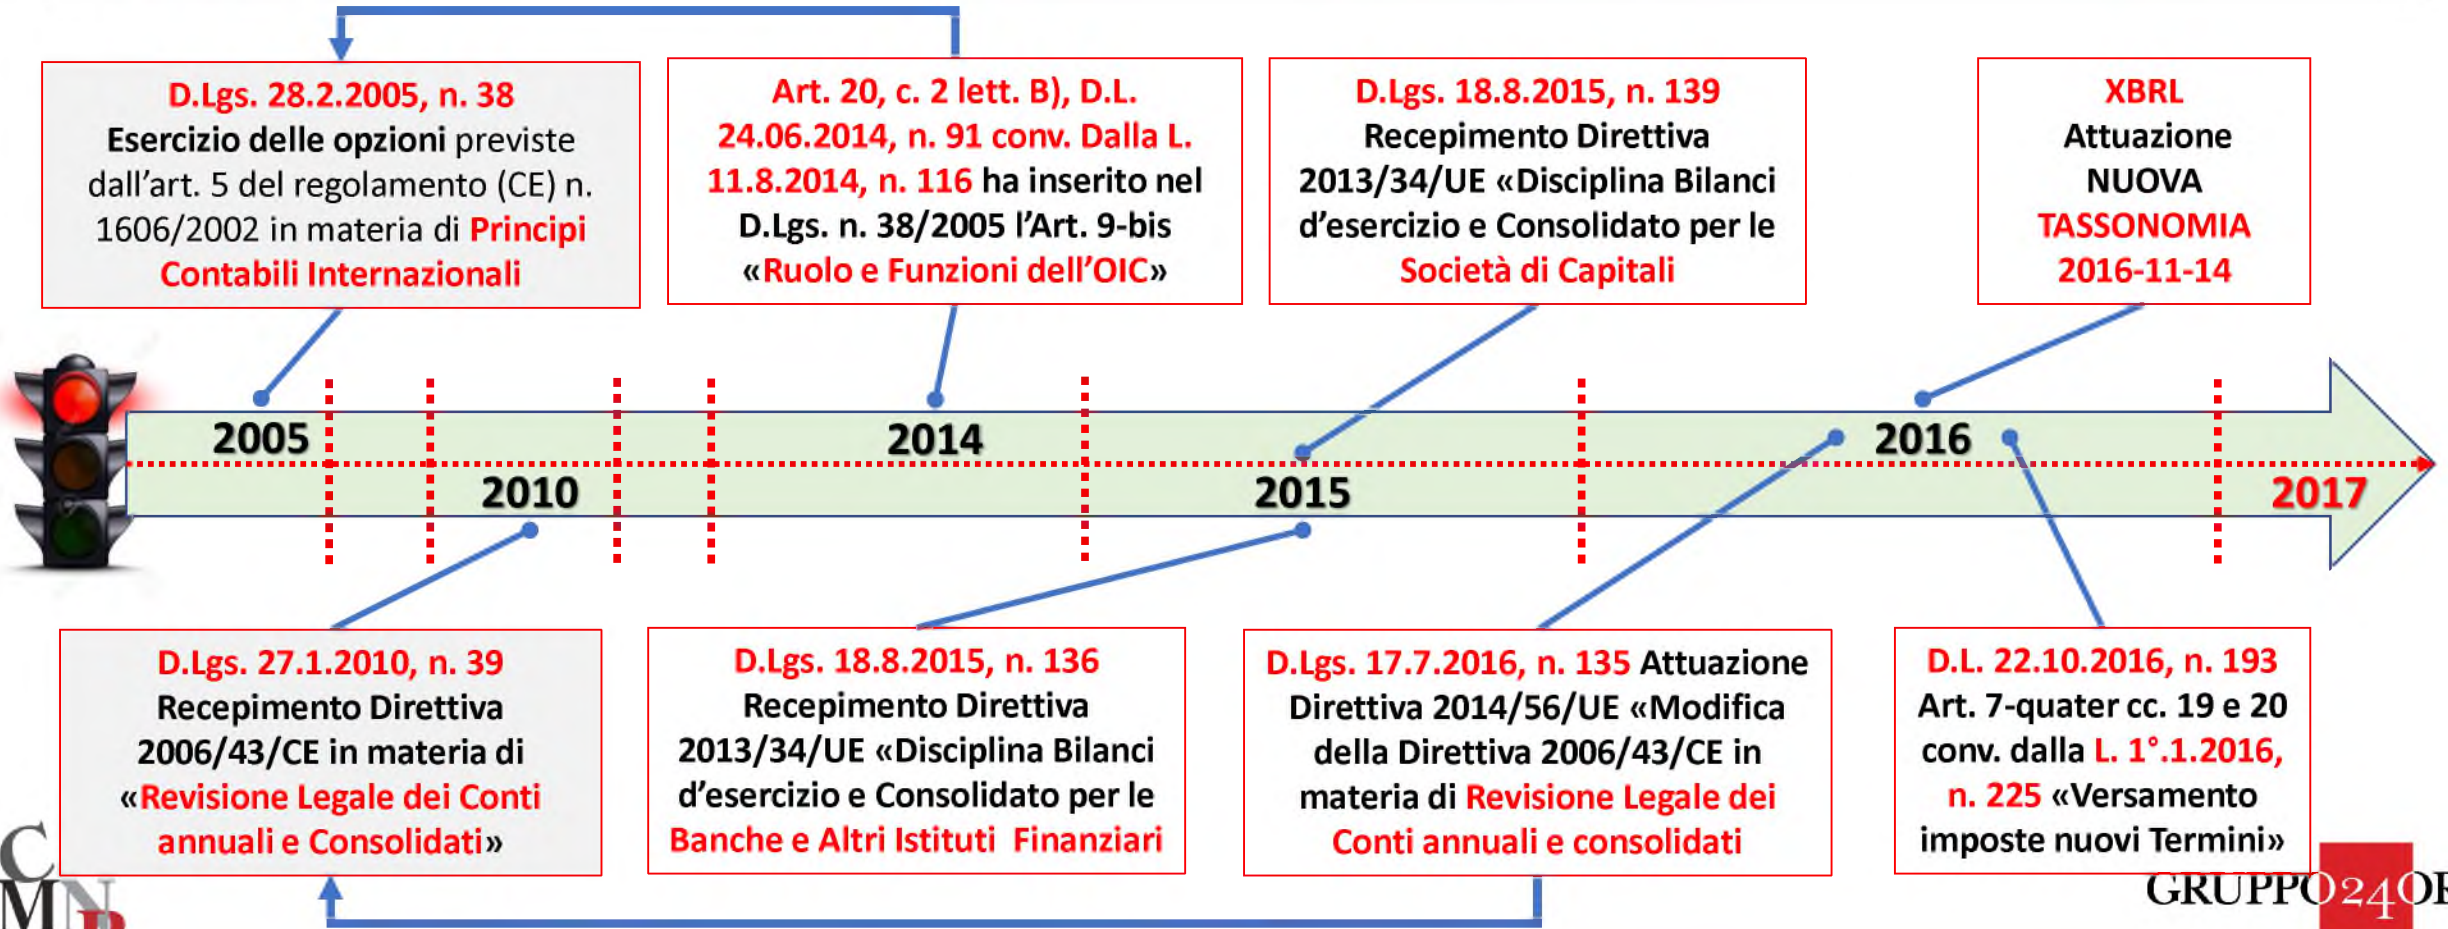 D.Lgs. 28.2.2005, n. 38
Esercizio delle opzioni previste
dall'art. 5 del regolamento (CE) n.
1606/2002 in materia di Principi
Contabili Internazionali
Art. 20, c. 2 lett. B), D.L.
24.06.2014, n. 91 conv. Dalla L.
11.8.2014, n. 116 ha inserito nel
D.Lgs. n. 38/2005 l'Art. 9-bis
«Ruolo e Funzioni dell'OIC»
D.Lgs. 18.8.2015, n. 139
Recepimento Direttiva
2013/34/UE «Disciplina Bilanci
d'esercizio e Consolidato per le
Società di Capitali
XBRL
Attuazione
NUOVA
TASSONOMIA
2016-11-14
2005
2010
2014
2015
2016
2017
D.Lgs. 27.1.2010, n. 39
Recepimento Direttiva
2006/43/CE in materia di
«Revisione Legale dei Conti
annuali e Consolidati»
D.Lgs. 18.8.2015, n. 136
Recepimento Direttiva
2013/34/UE «Disciplina Bilanci
d'esercizio e Consolidato per le
Banche e Altri Istituti  Finanziari
D.Lgs. 17.7.2016, n. 135 Attuazione
Direttiva 2014/56/UE «Modifica
della Direttiva 2006/43/CE in
materia di Revisione Legale dei
Conti annuali e consolidati
D.L. 22.10.2016, n. 193
Art. 7-quater cc. 19 e 20
conv. dalla L. 1°.1.2016,
n. 225 «Versamento
imposte nuovi Termini»
C
MN
GRUPPO24OR